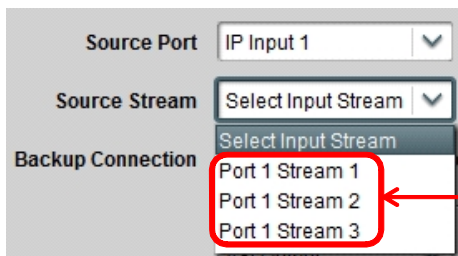 Source Port IP Input 1
Source Stream Select Input Stream
Select Input Stream
Backup Connection
Port 1 Stream 1
Port 1 Stream 2
Port 1 Stream 3